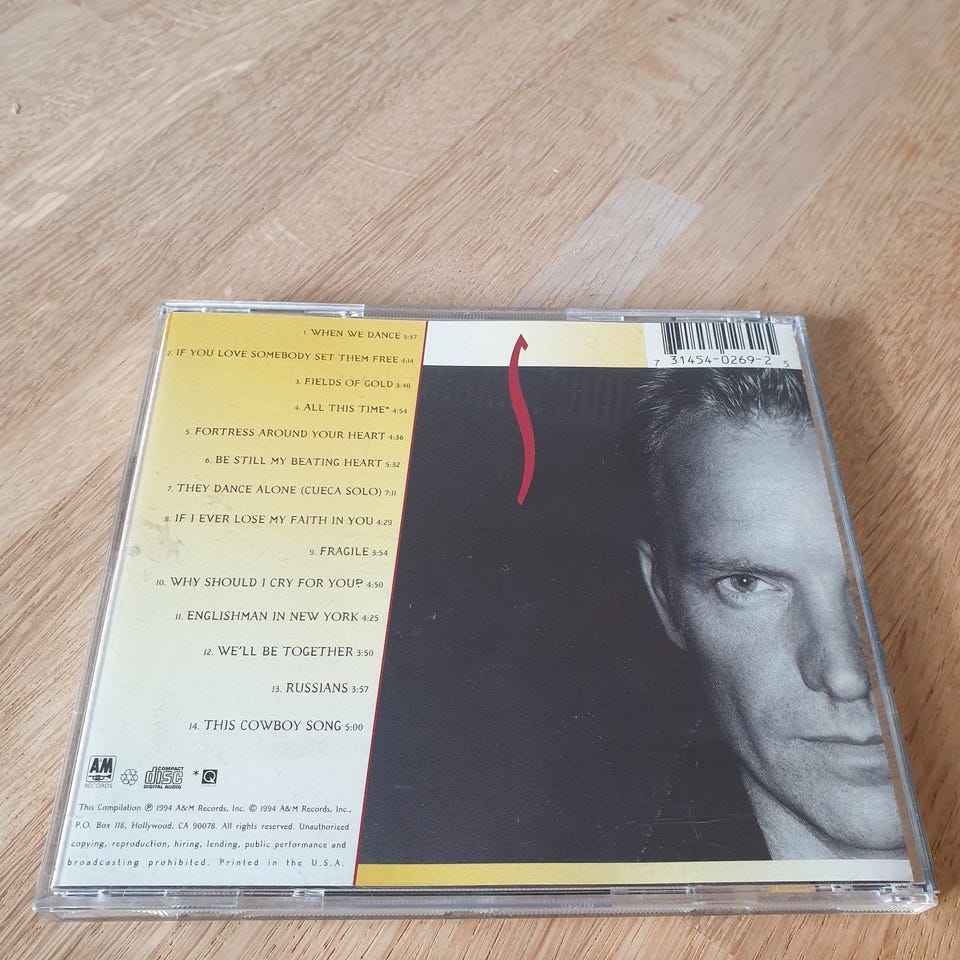 1. WHEN WE DANCE 5:57
2. IF YOU LOVE SOMEBODY SET THEM FREE 4:14
3. FIELDS OF GOLD 3:40
4. ALL THIS TIME* 4:54
5. FORTRESS AROUND YOUR HEART 4:36
6. BE STILL MY BEATING HEART 5:32
7. THEY DANCE ALONE (CUECA SOLO) 7:11
8. IF I EVER LOSE MY FAITH IN YOU 4:29
9. FRAGILE 3:54
10. WHY SHOULD I CRY FOR YOU? 4:50
11. ENGLISHMAN IN NEW YORK 4:25
12. WE'LL BE TOGETHER 3:50
13. RUSSIANS 3:57
14. THIS COWBOY SONG 5:00
AM
RECORDS
COMPACT
disc
DIGITAL AUDIO
* Q
This Compilation ℗ 1994 A&M Records, Inc. © 1994 A&M Records, Inc.,
P.O. Box 118, Hollywood, CA 90078. All rights reserved. Unauthorized
copying, reproduction, hiring, lending, public performance and
broadcasting prohibited. Printed in the U.S.A.
7 31454-0269-2 5